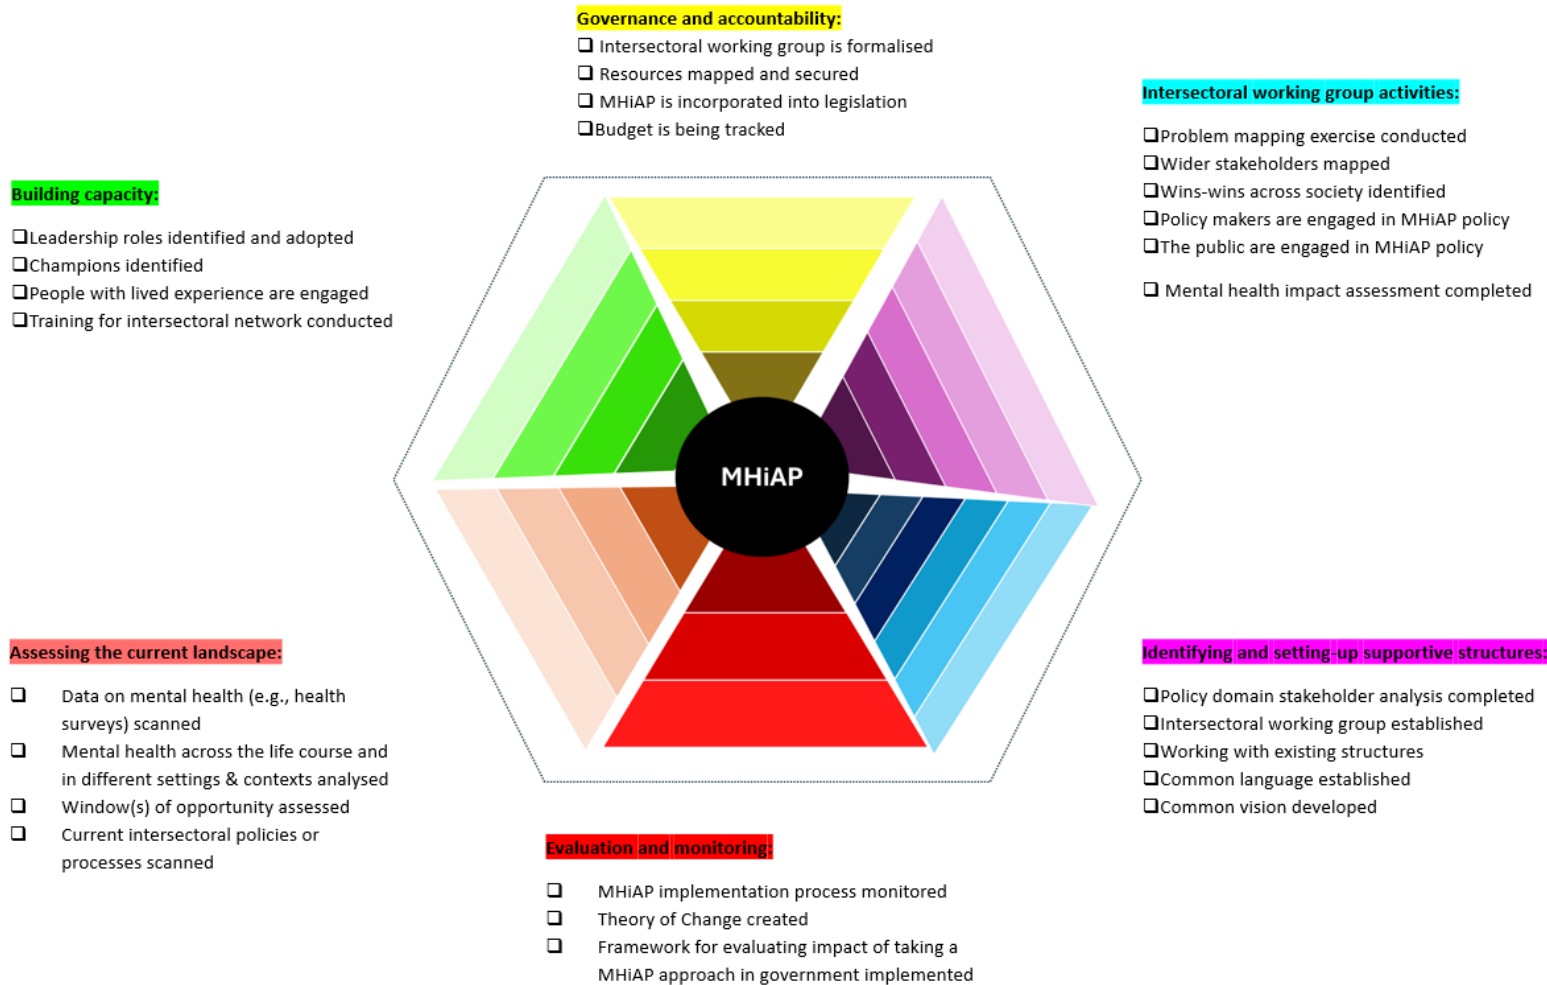 Governance and accountability:
❑ Intersectoral working group is formalised
❑ Resources mapped and secured
❑ MHiAP is incorporated into legislation
❑Budget is being tracked
Intersectoral working group activities:
❑Problem mapping exercise conducted
❑Wider stakeholders mapped
❑Wins-wins across society identified
❑Policy makers are engaged in MHiAP policy
❑The public are engaged in MHiAP policy
❑ Mental health impact assessment completed
Building capacity:
❑Leadership roles identified and adopted
❑Champions identified
❑People with lived experience are engaged
❑Training for intersectoral network conducted
MHiAP
Assessing the current landscape:
❑ Data on mental health (e.g., health
surveys) scanned
❑ Mental health across the life course and
in different settings & contexts analysed
❑ Window(s) of opportunity assessed
❑ Current intersectoral policies or
processes scanned
Identifying and setting-up supportive structures:
❑Policy domain stakeholder analysis completed
❑Intersectoral working group established
❑Working with existing structures
❑Common language established
❑Common vision developed
Evaluation and monitoring:
❑ MHiAP implementation process monitored
❑ Theory of Change created
❑ Framework for evaluating impact of taking a
MHiAP approach in government implemented